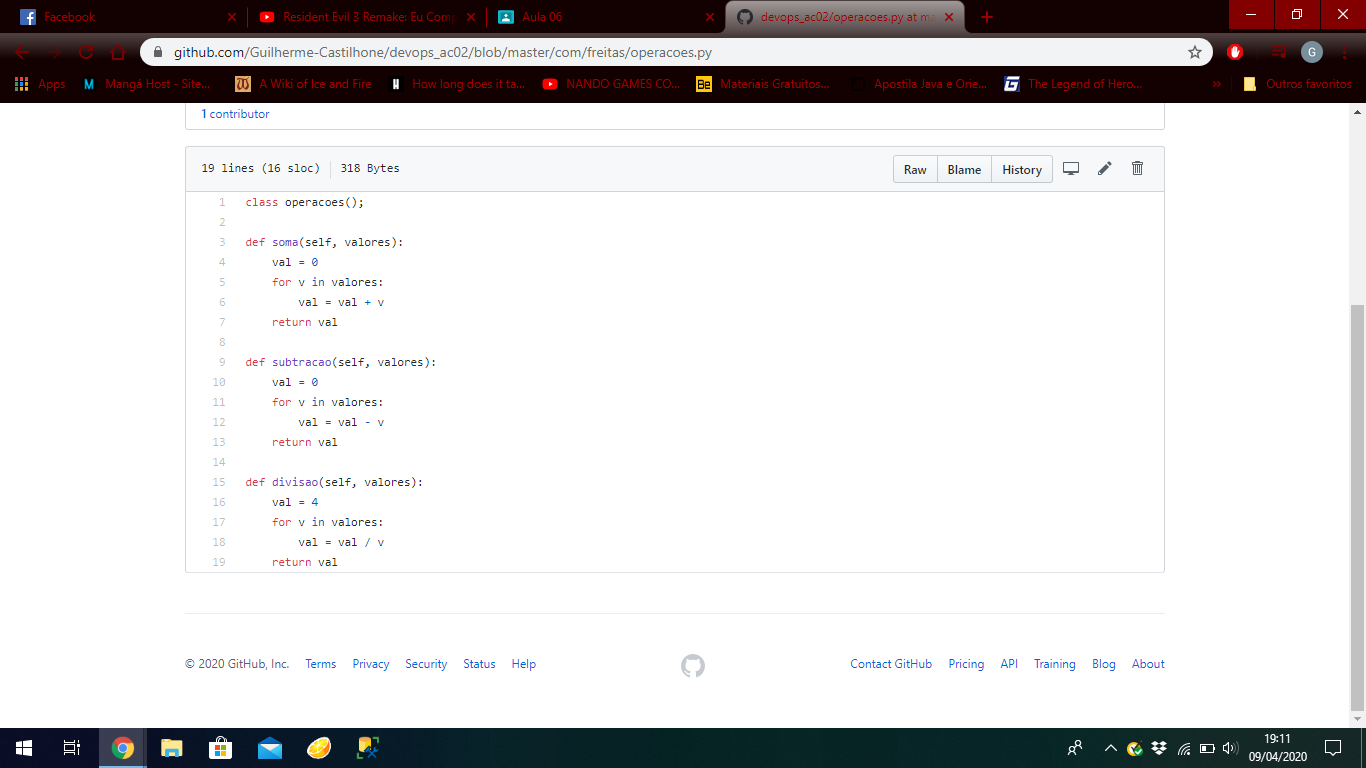 Facebook
Resident Evil 3 Remake: Eu Comp
Aula 06
devops_ac02/operacoes.py at ma
github.com/Guilherme-Castilhone/devops_ac02/blob/master/com/freitas/operacoes.py
G
Apps
M Mangá Host - Site...
A Wiki of Ice and Fire
H How long does it ta...
NANDO GAMES CO...
Be Materiais Gratuitos...
Apostila Java e Orie...
G The Legend of Hero...
»
Outros favoritos
1 contributor
19 lines (16 sloc) 318 Bytes
Raw Blame History
1 class operacoes();
2
3 def soma(self, valores):
4     val = 0
5     for v in valores:
6         val = val + v
7     return val
8
9 def subtracao(self, valores):
10     val = 0
11     for v in valores:
12         val = val - v
13     return val
14
15 def divisao(self, valores):
16     val = 4
17     for v in valores:
18         val = val / v
19     return val
© 2020 GitHub, Inc. Terms Privacy Security Status Help
Contact GitHub Pricing API Training Blog About
19:11
09/04/2020